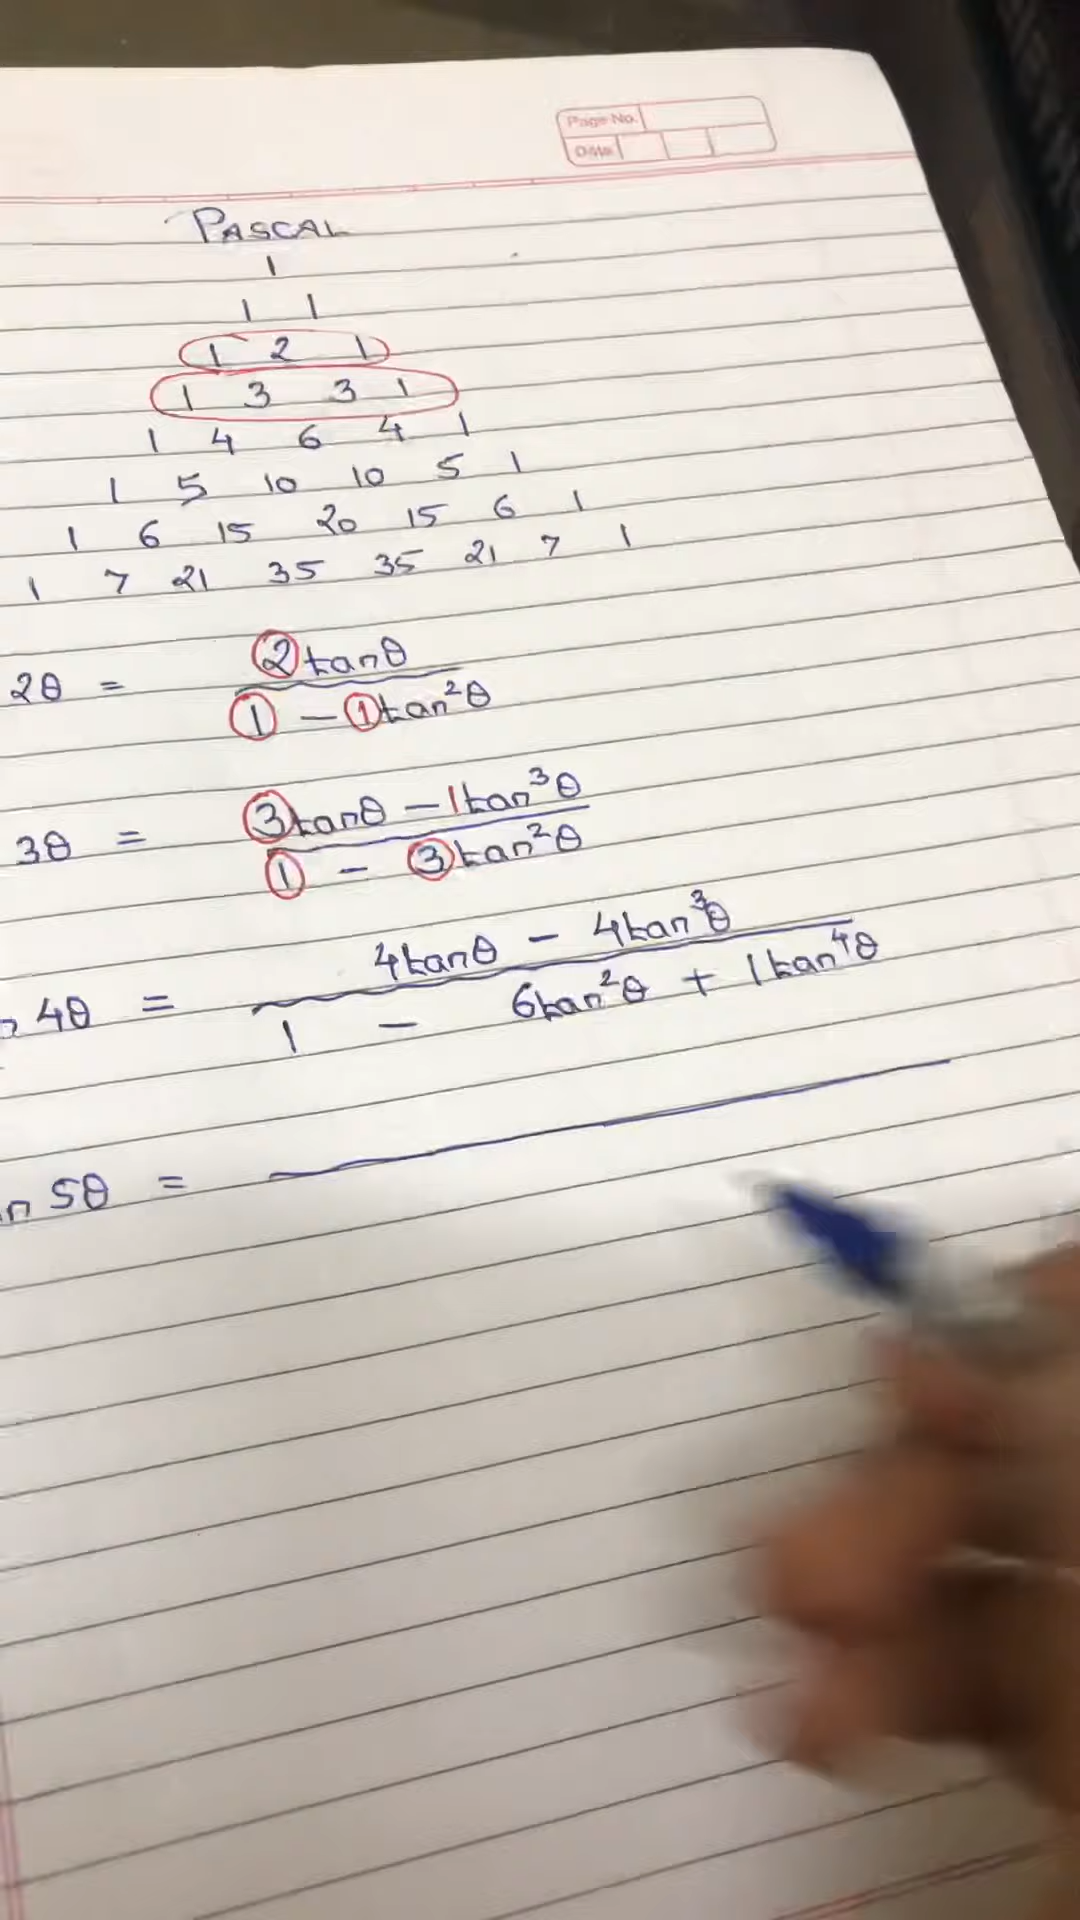 Page No.
Date
PASCAL
1
1 1
1 2 1
1 3 3 1
1 4 6 4 1
1 5 10 10 5 1
1 6 15 20 15 6 1
1 7 21 35 35 21 7 1
2θ = 2tanθ / 1 - 1tan²θ
3θ = 3tanθ - 1tan³θ / 1 - 3tan²θ
n 4θ = 4tanθ - 4tan³θ / 1 - 6tan²θ + 1tan⁴θ
n 5θ =